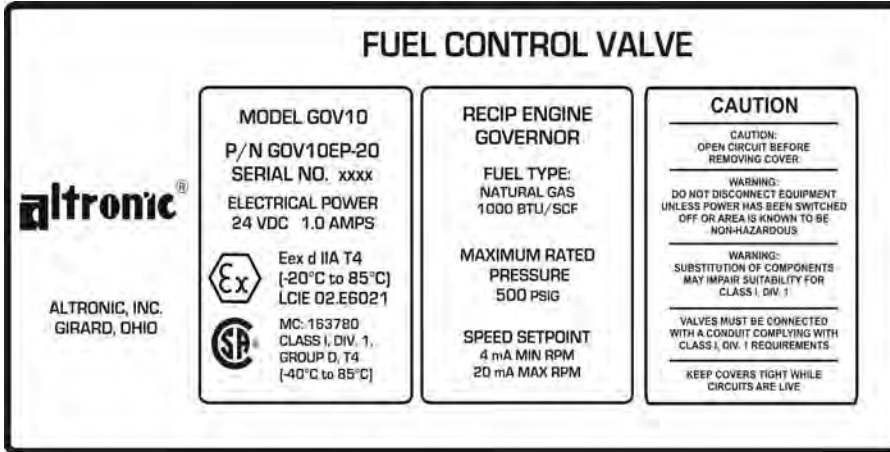 FUEL CONTROL VALVE
altronic®
ALTRONIC, INC.
GIRARD, OHIO
MODEL GOV10
P/N GOV10EP-20
SERIAL NO. xxxx
ELECTRICAL POWER
24 VDC 1.0 AMPS
Ex
Eex d IIA T4
(-20°C to 85°C)
LCIE 02.E6021
SA®
MC: 163780
CLASS I, DIV. 1,
GROUP D, T4
(-40°C to 85°C)
RECIP ENGINE
GOVERNOR
FUEL TYPE:
NATURAL GAS
1000 BTU/SCF
MAXIMUM RATED
PRESSURE
500 PSIG
SPEED SETPOINT
4 mA MIN RPM
20 mA MAX RPM
CAUTION
CAUTION:
OPEN CIRCUIT BEFORE
REMOVING COVER
WARNING:
DO NOT DISCONNECT EQUIPMENT
UNLESS POWER HAS BEEN SWITCHED
OFF OR AREA IS KNOWN TO BE
NON-HAZARDOUS
WARNING:
SUBSTITUTION OF COMPONENTS
MAY IMPAIR SUITABILITY FOR
CLASS I, DIV. 1
VALVES MUST BE CONNECTED
WITH A CONDUIT COMPLYING WITH
CLASS I, DIV. 1 REQUIREMENTS
KEEP COVERS TIGHT WHILE
CIRCUITS ARE LIVE